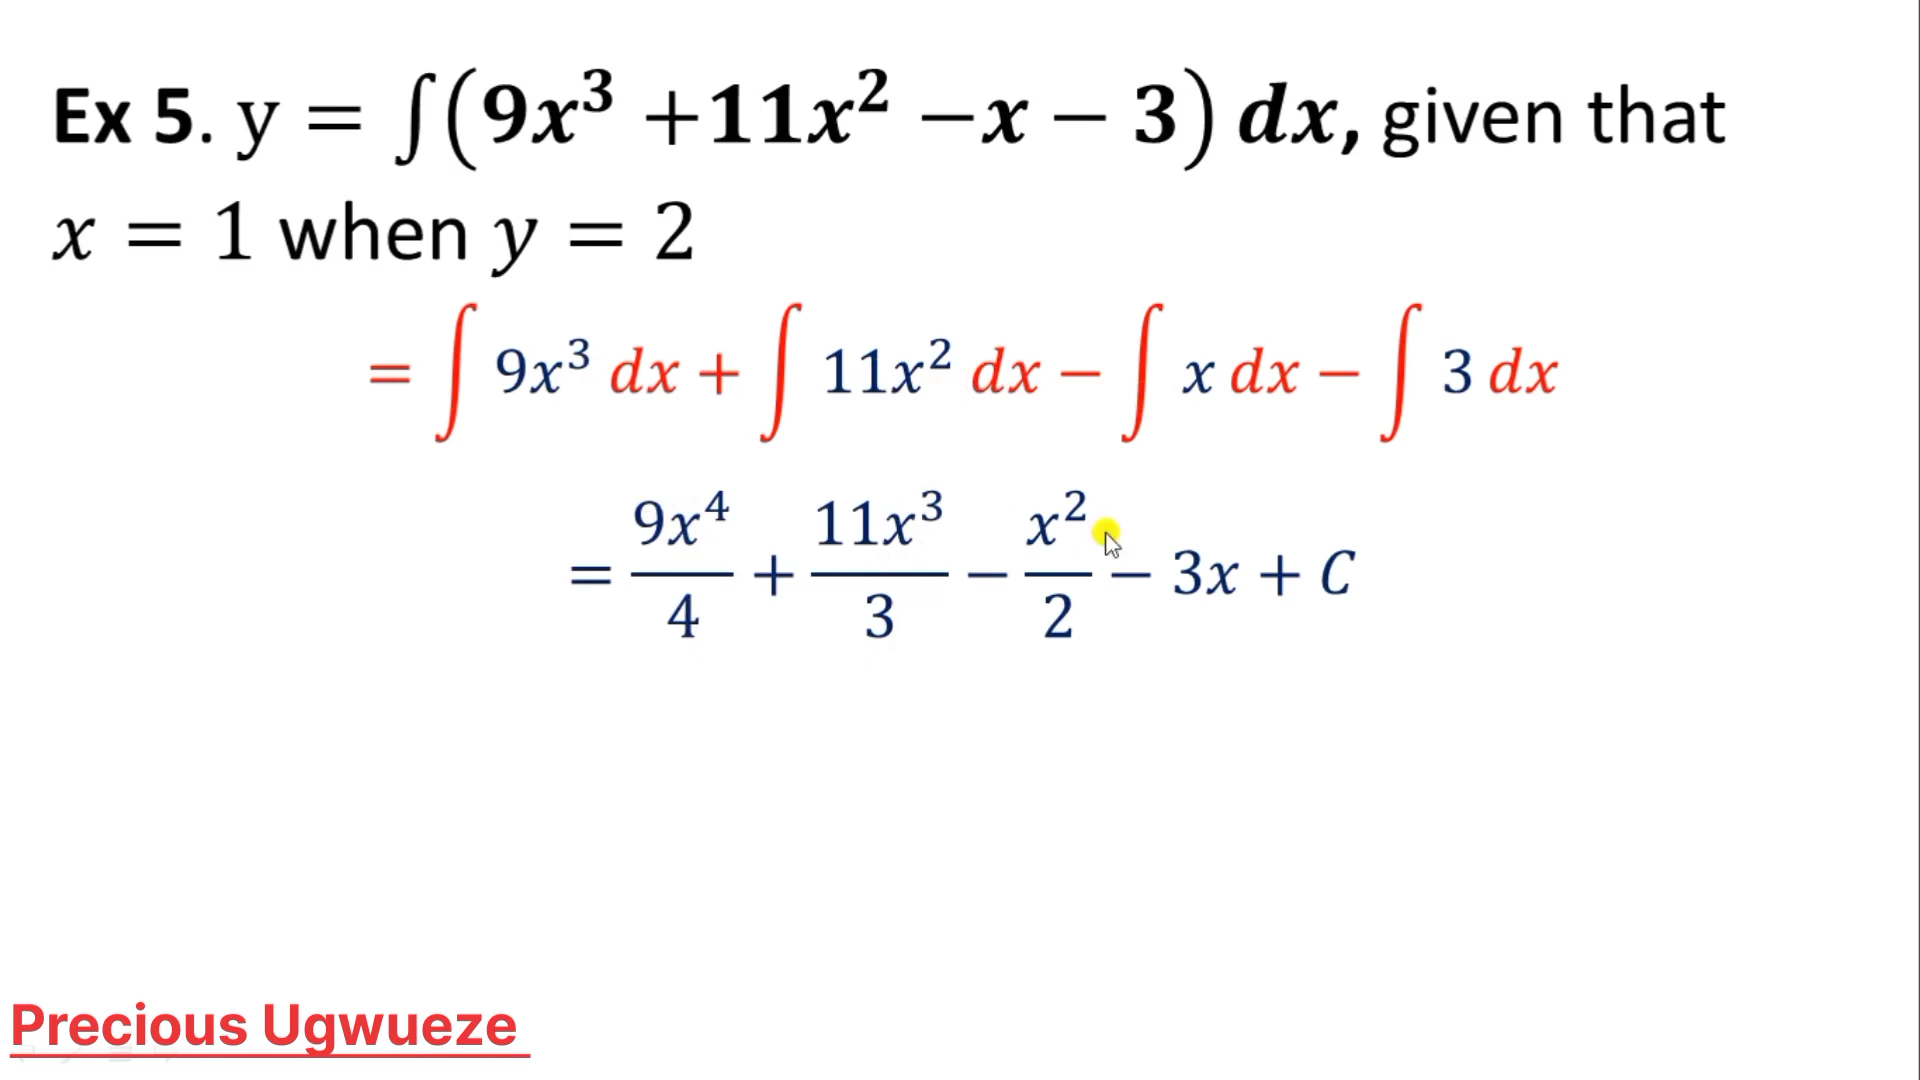 Ex 5. y = ∫(9x³ +11x² −x − 3) dx, given that
x = 1 when y = 2
= ∫ 9x³ dx + ∫ 11x² dx − ∫ x dx − ∫ 3 dx
= 9x⁴/4 + 11x³/3 − x²/2 − 3x + C
Precious Ugwueze